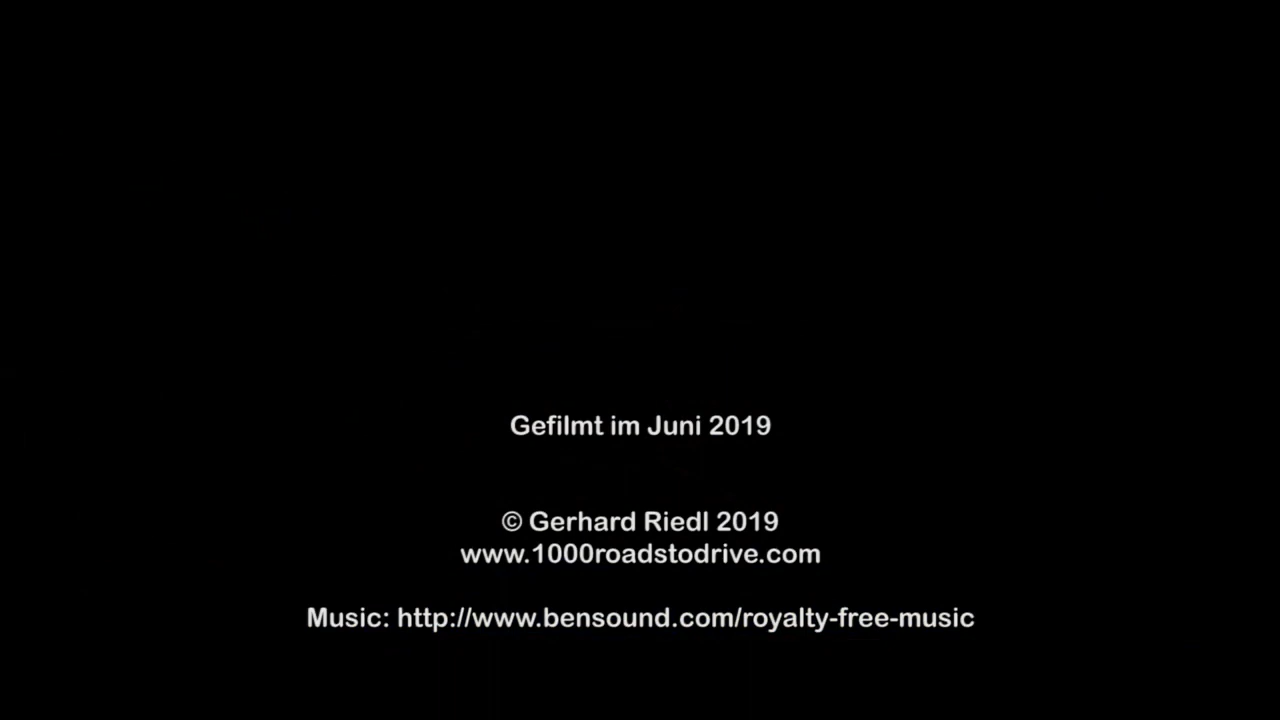 Gefilmt im Juni 2019
© Gerhard Riedl 2019
www.1000roadstodrive.com
Music: http://www.bensound.com/royalty-free-music